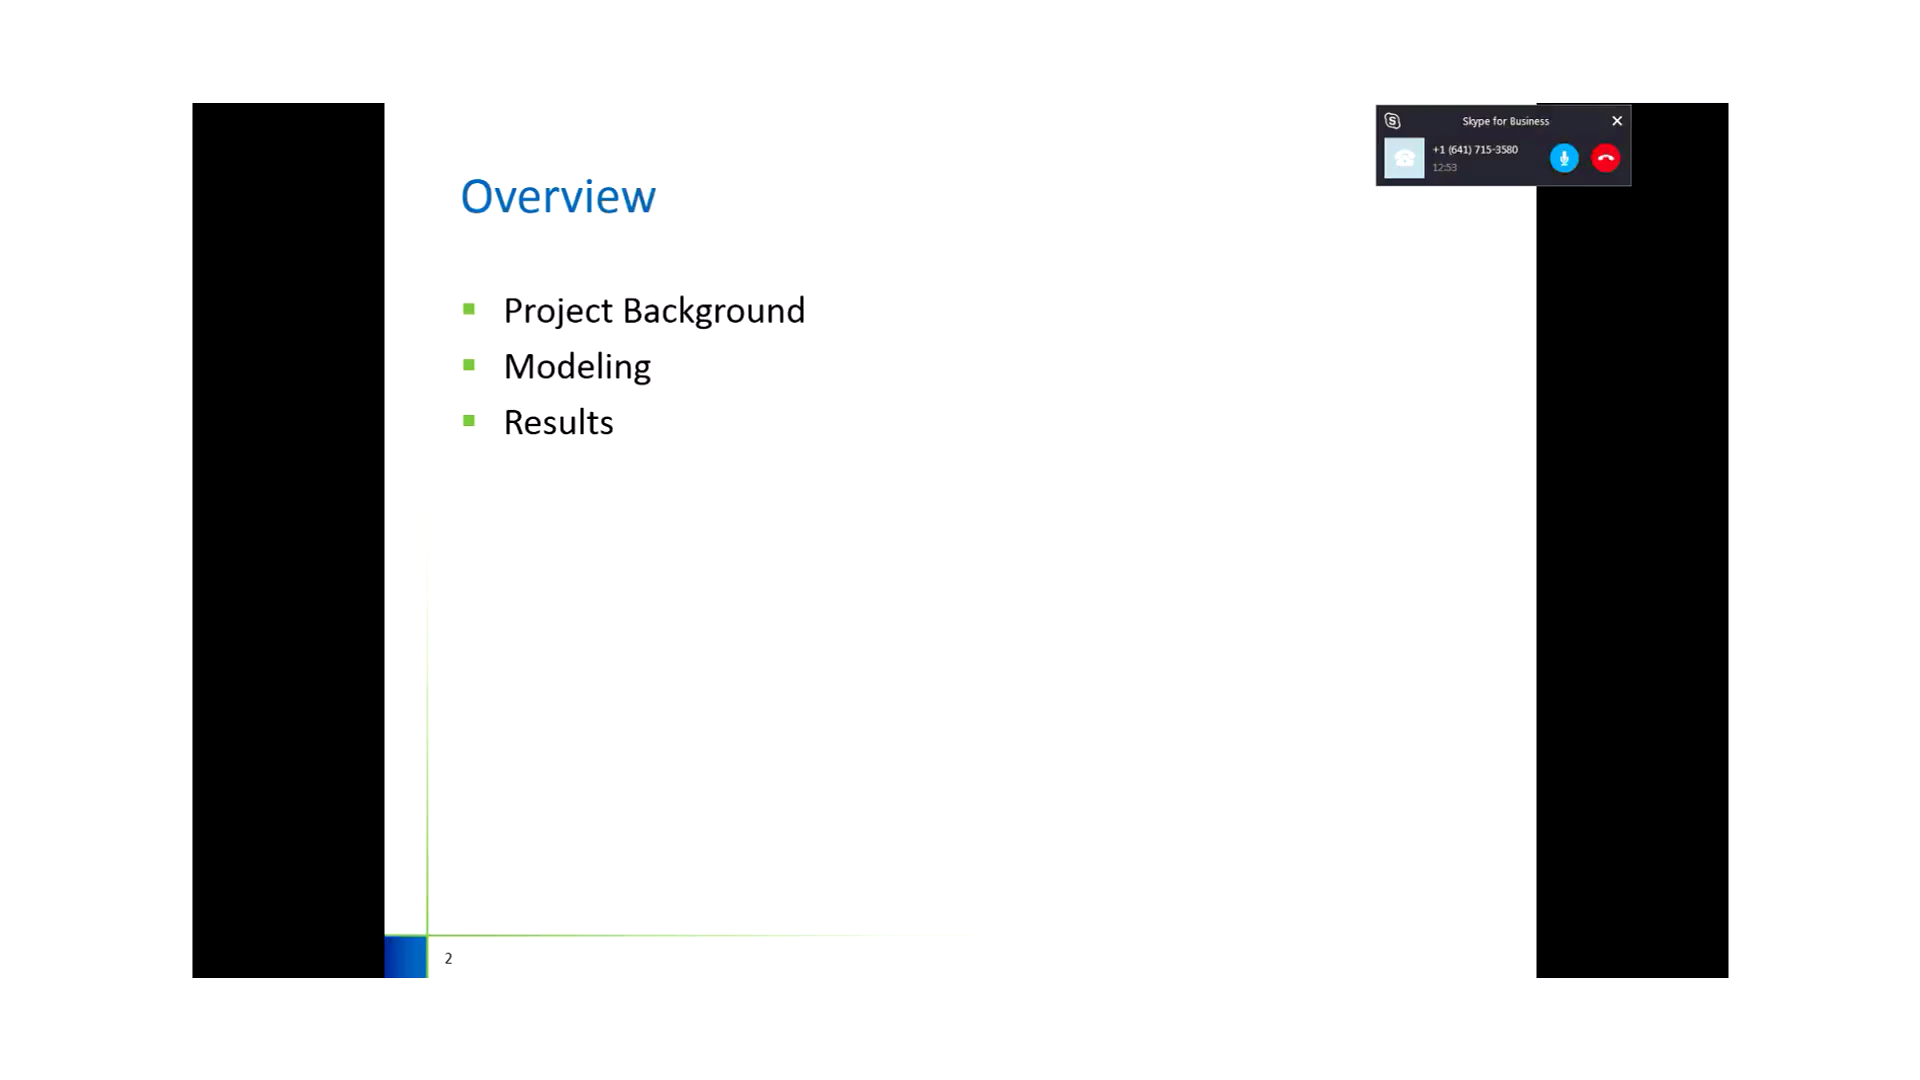 Skype for Business
+1 (641) 715-3580
12:53
Overview
Project Background
Modeling
Results
2